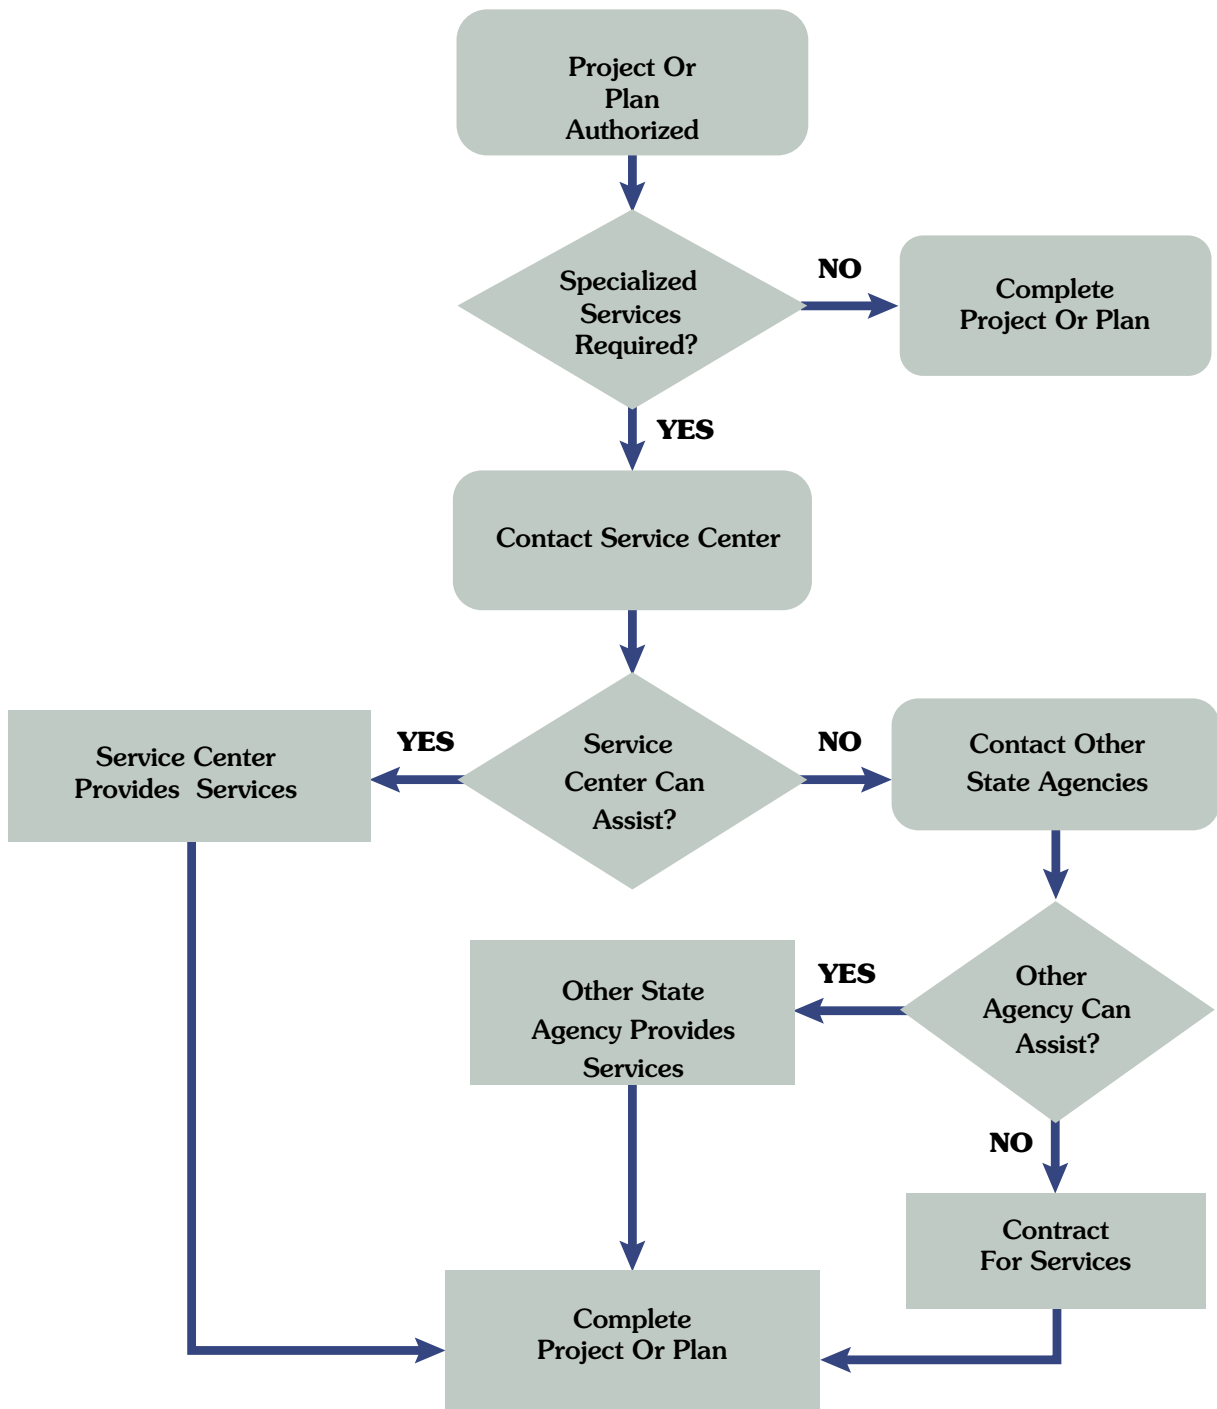 Project Or
Plan
Authorized
Specialized
Services
Required?
NO
Complete
Project Or Plan
YES
Contact Service Center
Service Center
Provides Services
YES
Service
Center Can
Assist?
NO
Contact Other
State Agencies
Other State
Agency Provides
Services
YES
Other
Agency Can
Assist?
NO
Contract
For Services
Complete
Project Or Plan